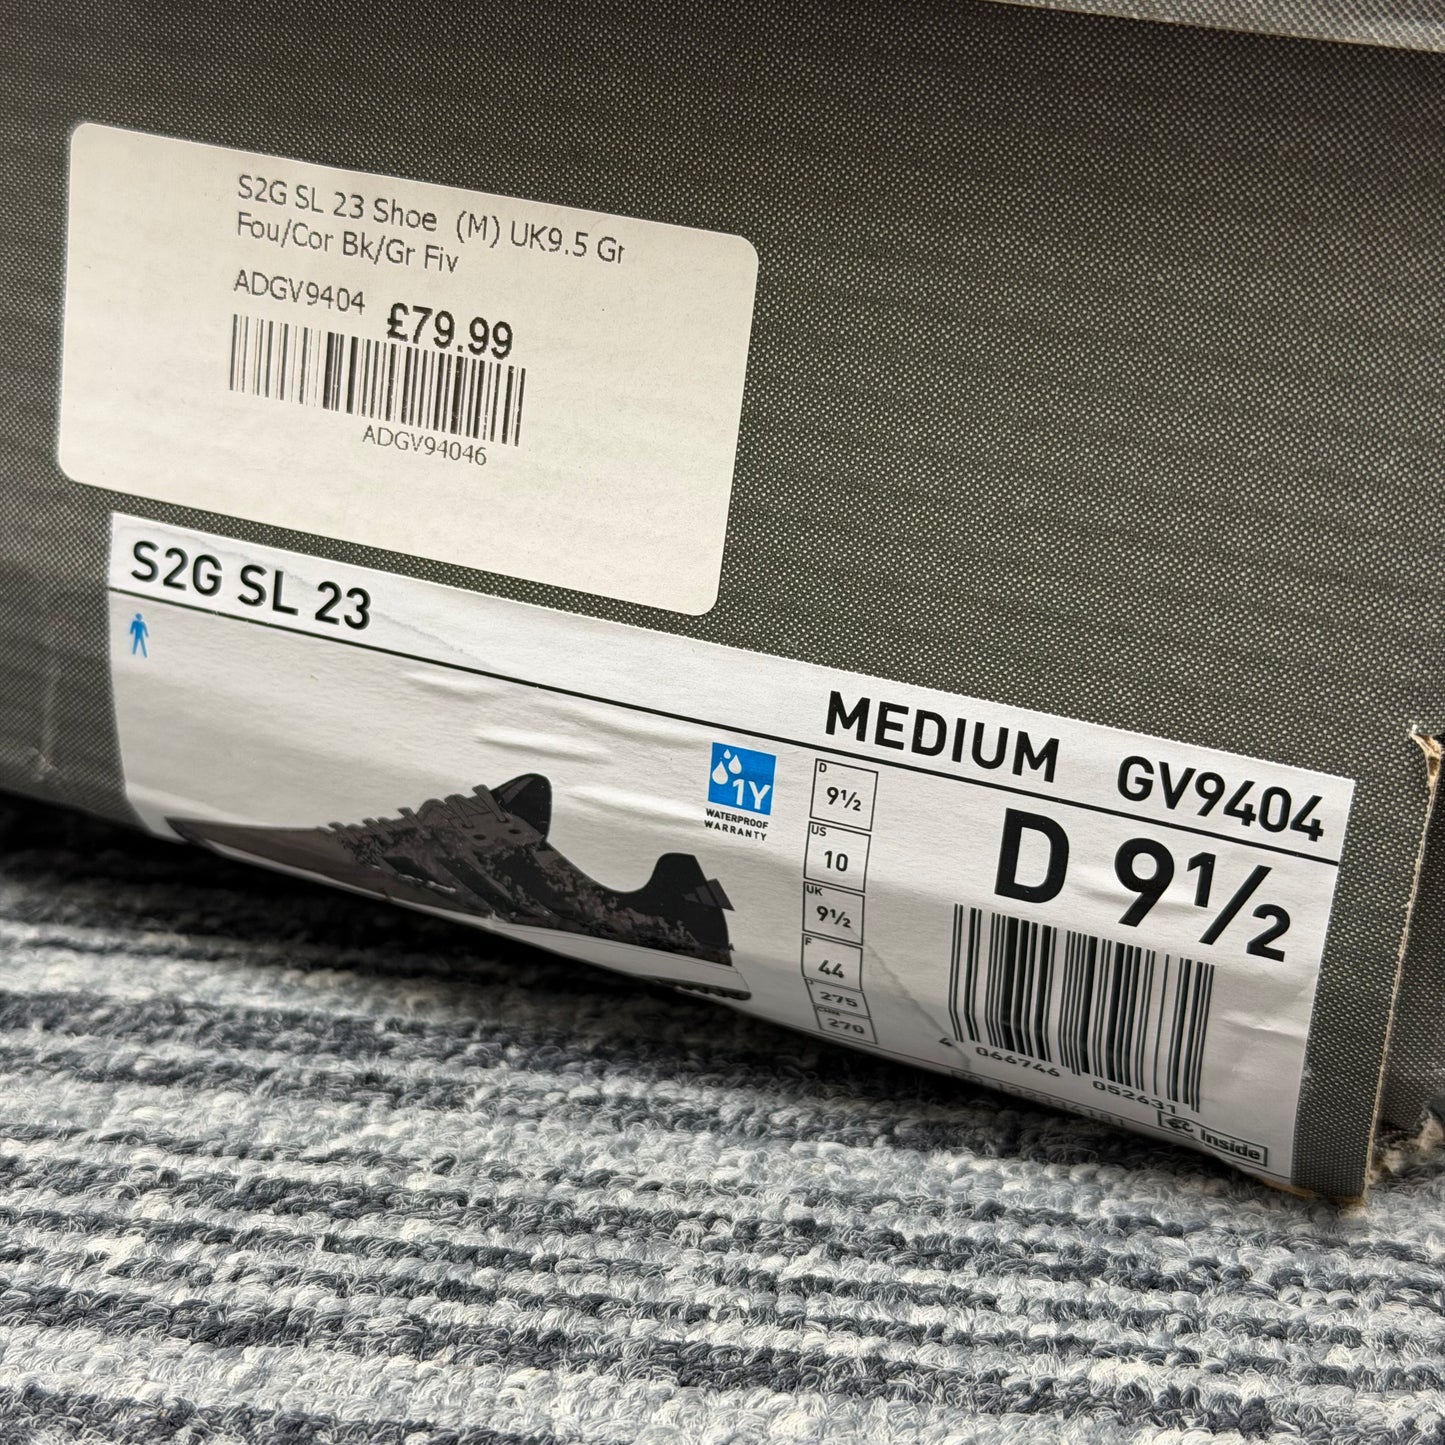 S2G SL 23 Shoe (M) UK9.5 Gr
Fou/Cor Bk/Gr Fiv
ADGV9404 £79.99
ADGV94046
S2G SL 23
MEDIUM GV9404
1Y
WATERPROOF
WARRANTY
D
9½
US
10
UK
9½
F
44
J
275
CHN
270
D 9½
4 066746 052631
Inside